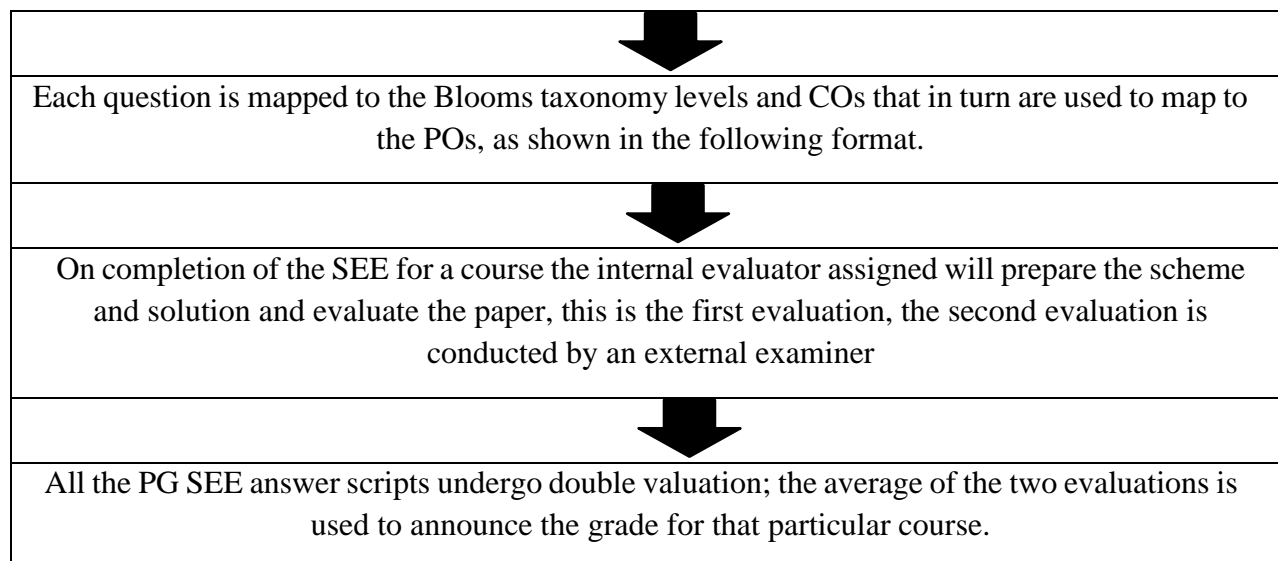 Each question is mapped to the Blooms taxonomy levels and COs that in turn are used to map to
the POs, as shown in the following format.
On completion of the SEE for a course the internal evaluator assigned will prepare the scheme
and solution and evaluate the paper, this is the first evaluation, the second evaluation is
conducted by an external examiner
All the PG SEE answer scripts undergo double valuation; the average of the two evaluations is
used to announce the grade for that particular course.